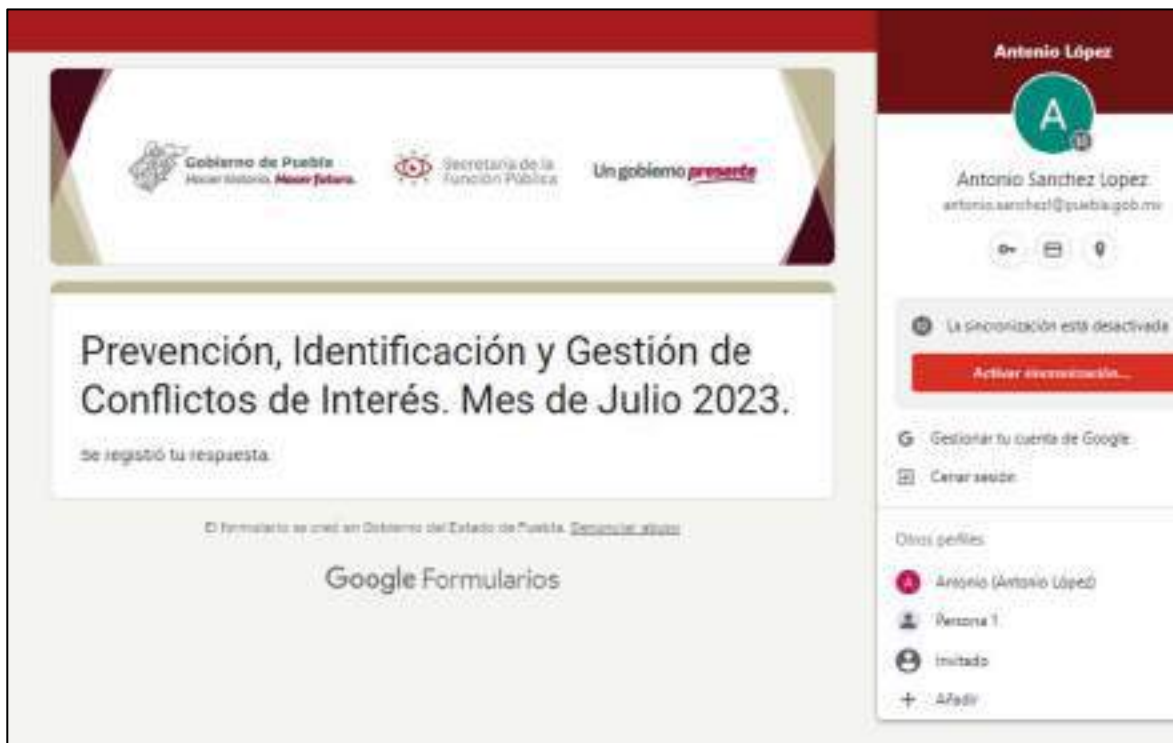 Gobierno de Puebla
Hacer historia. Hacer futuro.
Secretaría de la
Función Pública
Un gobierno presente
Prevención, Identificación y Gestión de
Conflictos de Interés. Mes de Julio 2023.
Se registró tu respuesta.
El formulario se creó en Gobierno del Estado de Puebla. Denunciar abuso
Google Formularios
Antonio López
A
Antonio Sanchez Lopez
antonio.sanchezl@puebla.gob.mx
La sincronización está desactivada
Activar sincronización...
Gestionar tu cuenta de Google
Cerrar sesión
Otros perfiles
A Antonio (Antonio López)
Persona 1
Invitado
Añadir